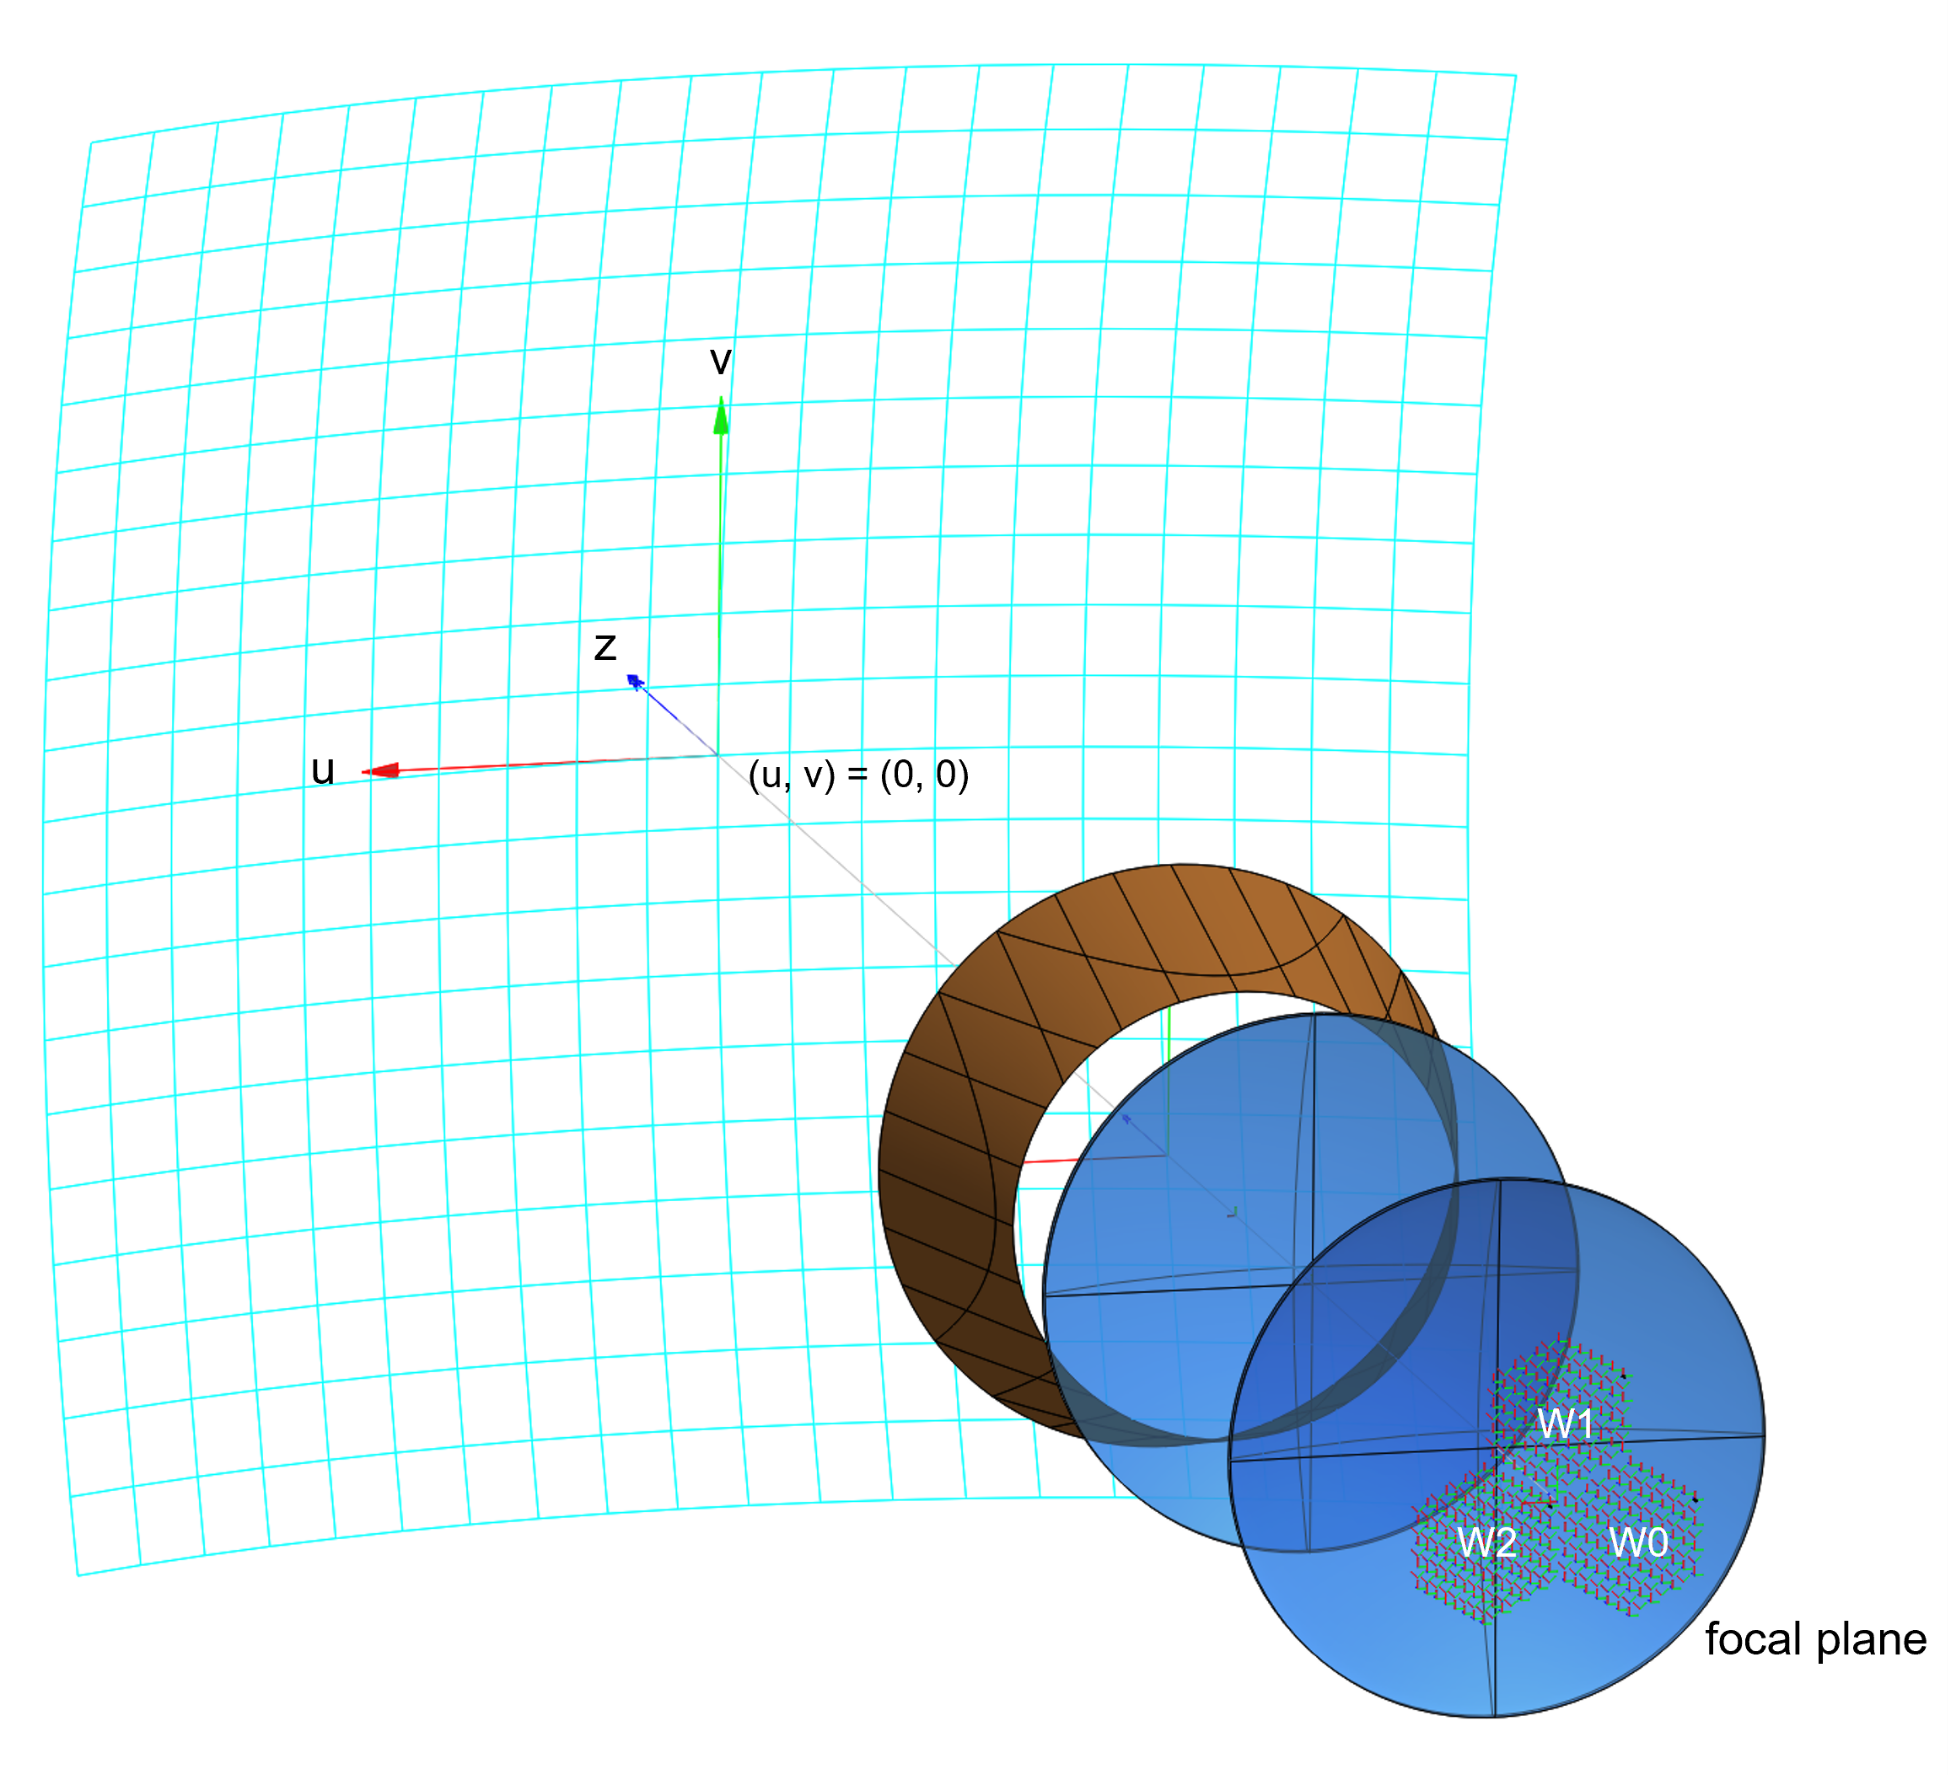 v
z
u
(u, v) = (0, 0)
W1
W2
W0
focal plane